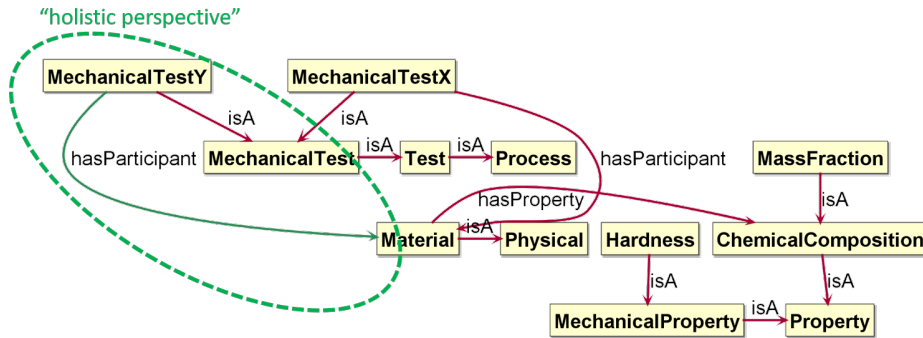 “holistic perspective”
MechanicalTestY
MechanicalTestX
isA
isA
hasParticipant
MechanicalTest
isA
Test
isA
Process
hasParticipant
MassFraction
hasProperty
isA
Material
isA
Physical
Hardness
ChemicalComposition
isA
isA
MechanicalProperty
isA
Property